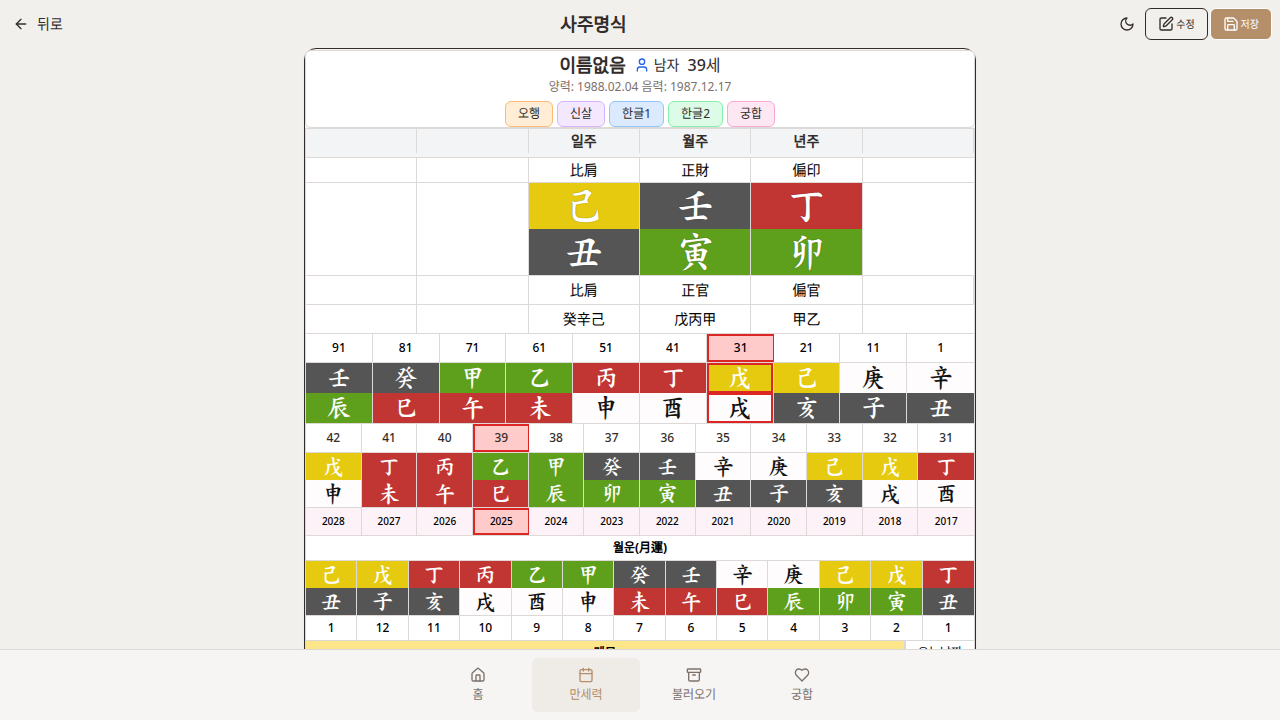 뒤로 사주명식 수정 저장
이름없음 남자 39세
양력: 1988.02.04 음력: 1987.12.17
오행 신살 한글1 한글2 궁합
일주 월주 년주
比肩 正財 偏印
己 壬 丁
丑 寅 卯
比肩 正官 偏官
癸辛己 戊丙甲 甲乙
91 81 71 61 51 41 31 21 11 1
壬 癸 甲 乙 丙 丁 戊 己 庚 辛
辰 巳 午 未 申 酉 戌 亥 子 丑
42 41 40 39 38 37 36 35 34 33 32 31
戊 丁 丙 乙 甲 癸 壬 辛 庚 己 戊 丁
申 未 午 巳 辰 卯 寅 丑 子 亥 戌 酉
2028 2027 2026 2025 2024 2023 2022 2021 2020 2019 2018 2017
월운(月運)
己 戊 丁 丙 乙 甲 癸 壬 辛 庚 己 戊 丁
丑 子 亥 戌 酉 申 未 午 巳 辰 卯 寅 丑
1 12 11 10 9 8 7 6 5 4 3 2 1
홈 만세력 불러오기 궁합